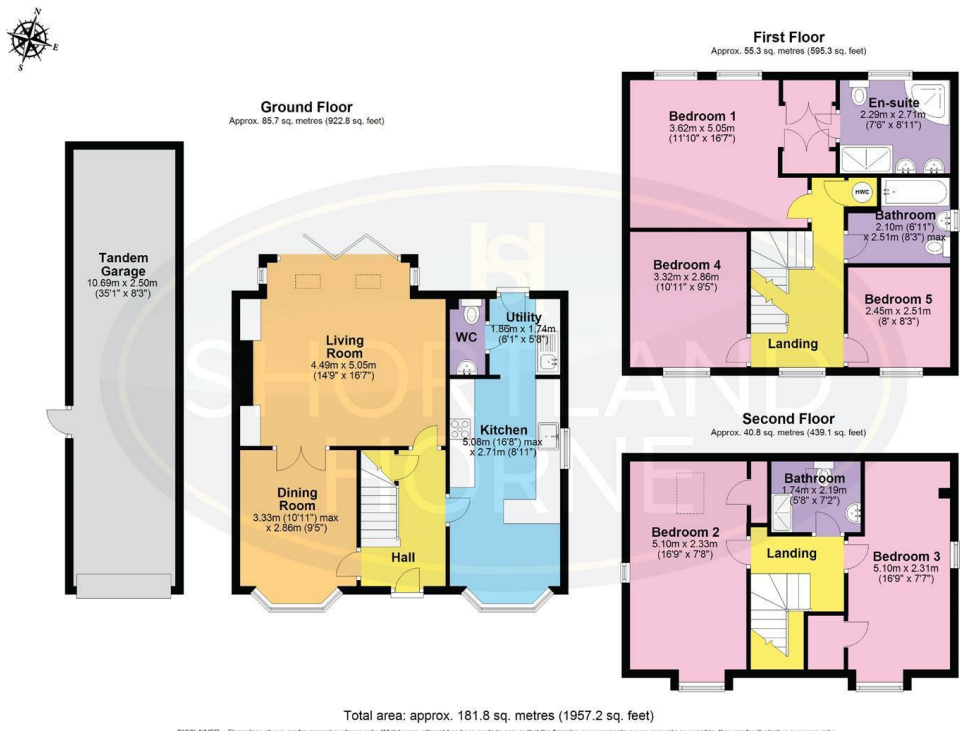 N
E
S
Ground Floor
Approx. 85.7 sq. metres (922.8 sq. feet)
Tandem
Garage
10.69m x 2.50m
(35'1" x 8'3")
Living
Room
4.49m x 5.05m
(14'9" x 16'7")
WC
Utility
1.86m x 1.74m
(6'1" x 5'8")
Kitchen
5.08m (16'8") max
x 2.71m (8'11")
Dining
Room
3.33m (10'11") max
x 2.86m (9'5")
Hall
First Floor
Approx. 55.3 sq. metres (595.3 sq. feet)
Bedroom 1
3.62m x 5.05m
(11'10" x 16'7")
En-suite
2.29m x 2.71m
(7'6" x 8'11")
HWC
Bathroom
2.10m (6'11")
x 2.51m (8'3") max
Bedroom 4
3.32m x 2.86m
(10'11" x 9'5")
Bedroom 5
2.45m x 2.51m
(8' x 8'3")
Landing
Second Floor
Approx. 40.8 sq. metres (439.1 sq. feet)
Bathroom
1.74m x 2.19m
(5'8" x 7'2")
Bedroom 2
5.10m x 2.33m
(16'9" x 7'8")
Landing
Bedroom 3
5.10m x 2.31m
(16'9" x 7'7")
SHORTLAND
HORNE
Total area: approx. 181.8 sq. metres (1957.2 sq. feet)